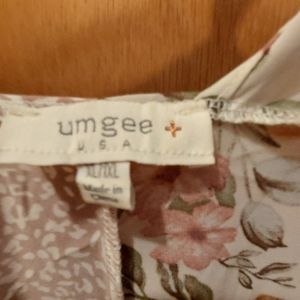 umgee +
U. S. A
XL/1XL
Made in
China